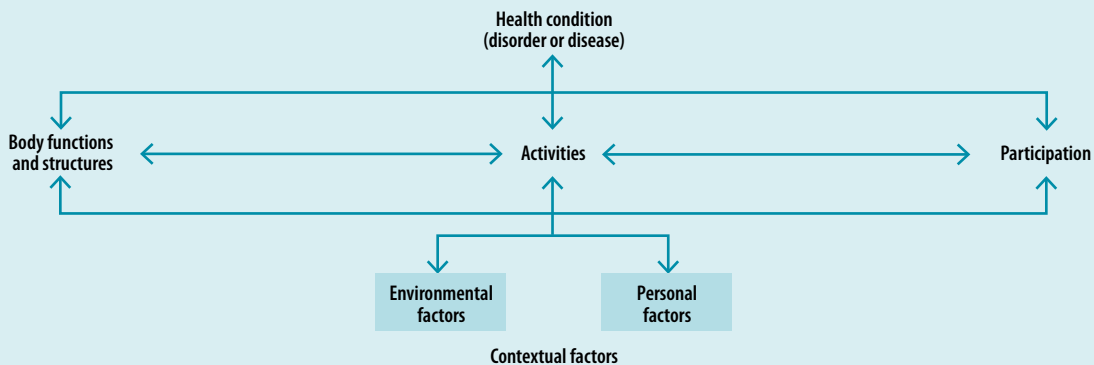 Health condition
(disorder or disease)
Body functions
and structures
Activities
Participation
Environmental
factors
Personal
factors
Contextual factors